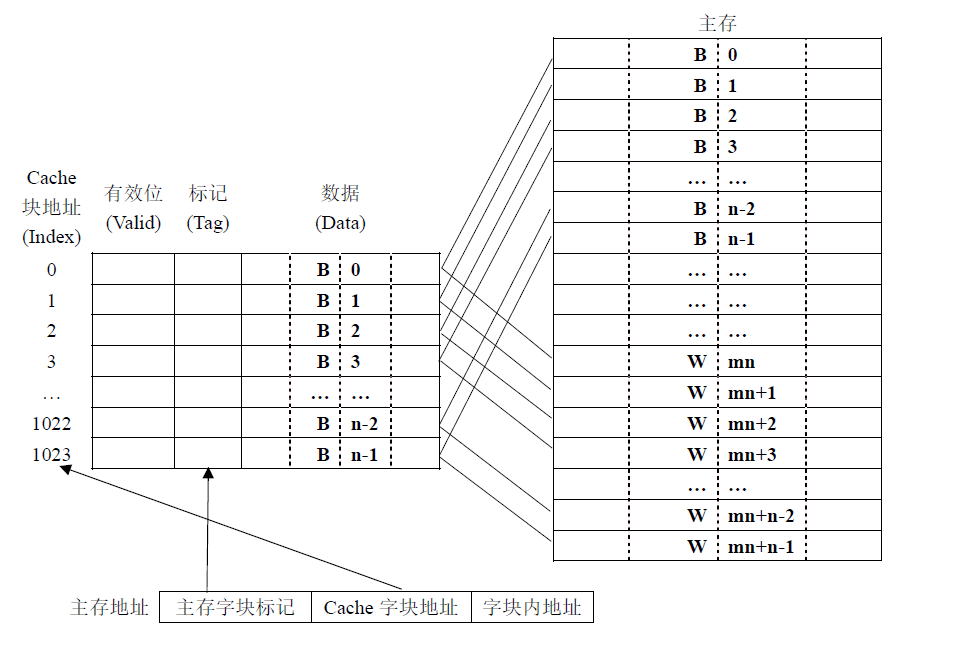 主存
B 0
B 1
B 2
B 3
… …
B n-2
B n-1
… …
… …
… …
W mn
W mn+1
W mn+2
W mn+3
… …
W mn+n-2
W mn+n-1
Cache
块地址
(Index)
有效位
(Valid)
标记
(Tag)
数据
(Data)
0 B 0
1 B 1
2 B 2
3 B 3
… … …
1022 B n-2
1023 B n-1
主存地址 主存字块标记 Cache 字块地址 字块内地址